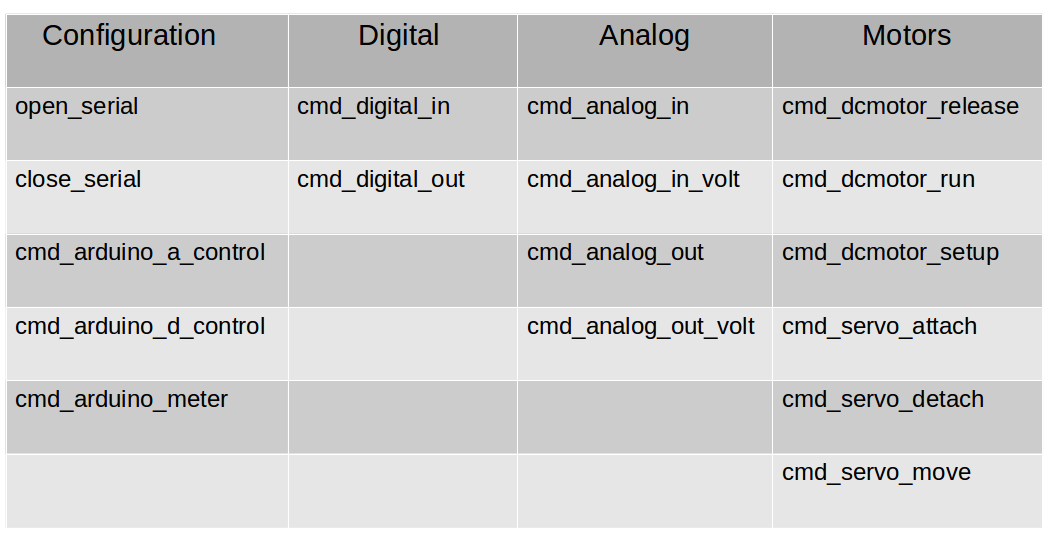 Configuration Digital Analog Motors
open_serial cmd_digital_in cmd_analog_in cmd_dcmotor_release
close_serial cmd_digital_out cmd_analog_in_volt cmd_dcmotor_run
cmd_arduino_a_control cmd_analog_out cmd_dcmotor_setup
cmd_arduino_d_control cmd_analog_out_volt cmd_servo_attach
cmd_arduino_meter cmd_servo_detach
cmd_servo_move